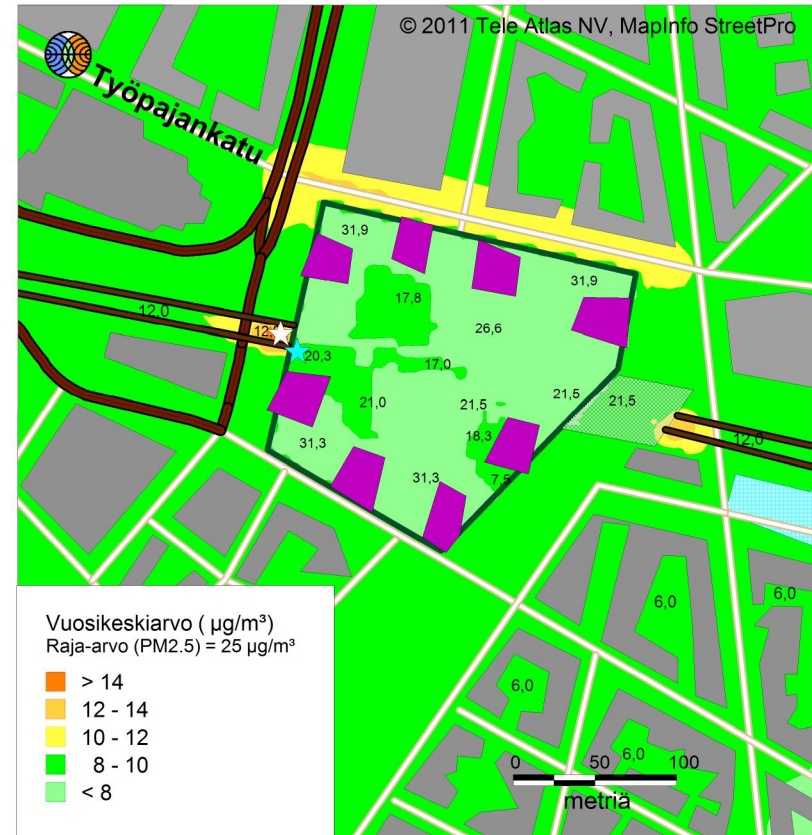 © 2011 Tele Atlas NV, MapInfo StreetPro
Työpajankatu
31,9
31,9
17,8
12,0
26,6
20,3
17,0
21,0
21,5
21,5
21,5
18,3
12,0
31,3
31,3
7,5
6,0
6,0
6,0
6,0
Vuosikeskiarvo ( µg/m³)
Raja-arvo (PM2.5) = 25 µg/m³
> 14
12 - 14
10 - 12
8 - 10
< 8
0 50 100
metriä